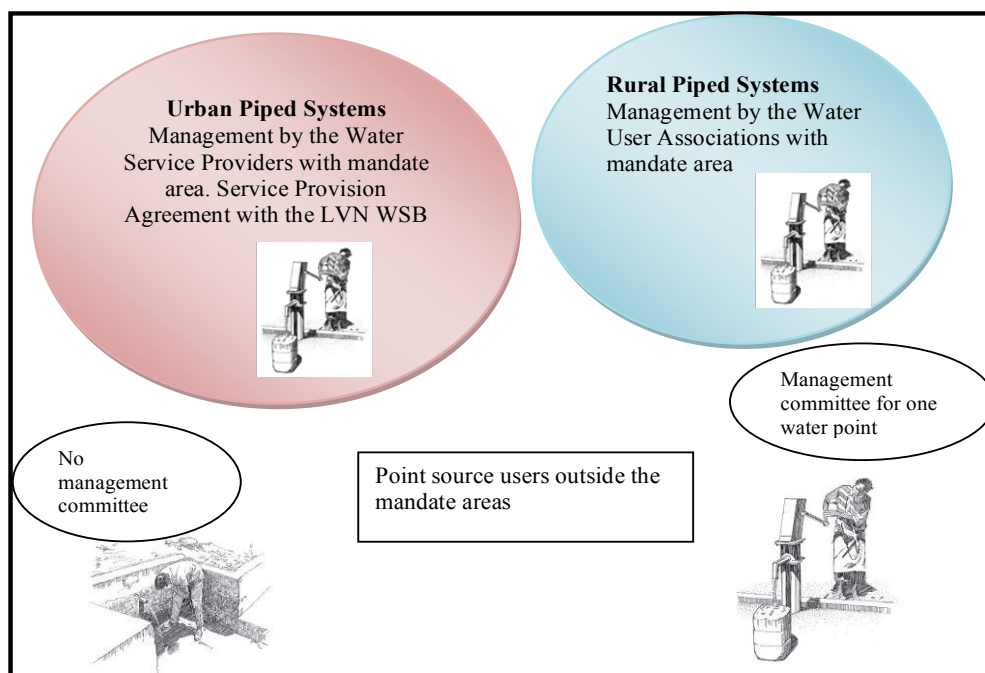 Urban Piped Systems
Management by the Water
Service Providers with mandate
area. Service Provision
Agreement with the LVN WSB
Rural Piped Systems
Management by the Water
User Associations with
mandate area
Management
committee for one
water point
No
management
committee
Point source users outside the
mandate areas